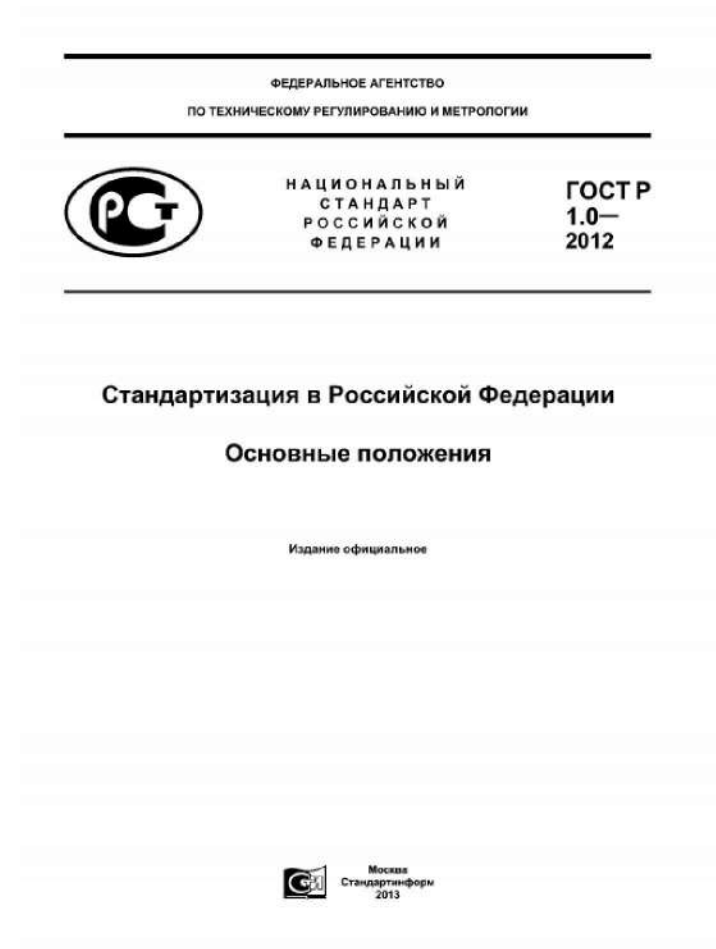 ФЕДЕРАЛЬНОЕ АГЕНТСТВО
ПО ТЕХНИЧЕСКОМУ РЕГУЛИРОВАНИЮ И МЕТРОЛОГИИ
РСТ
НАЦИОНАЛЬНЫЙ
СТАНДАРТ
РОССИЙСКОЙ
ФЕДЕРАЦИИ
ГОСТ Р
1.0—
2012
Стандартизация в Российской Федерации
Основные положения
Издание официальное
Москва
Стандартинформ
2013